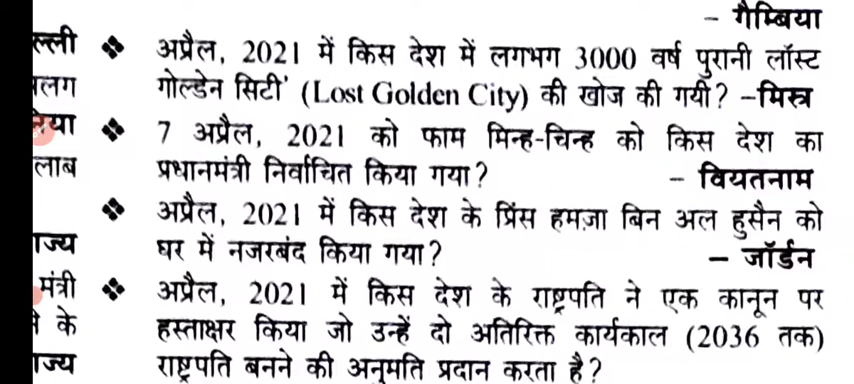 – गैम्बिया
ल्ली
❖ अप्रैल, 2021 में किस देश में लगभग 3000 वर्ष पुरानी लॉस्ट
गोल्डेन सिटी' (Lost Golden City) की खोज की गयी? –मिस्त्र
❖ 7 अप्रैल, 2021 को फाम मिन्ह-चिन्ह को किस देश का
लाब
प्रधानमंत्री निर्वाचित किया गया? – वियतनाम
❖ अप्रैल, 2021 में किस देश के प्रिंस हमज़ा बिन अल हुसैन को
ाज्य
घर में नजरबंद किया गया? – जॉर्डन
मंत्री
❖ अप्रैल, 2021 में किस देश के राष्ट्रपति ने एक कानून पर
के
हस्ताक्षर किया जो उन्हें दो अतिरिक्त कार्यकाल (2036 तक)
ाज्य
राष्ट्रपति बनने की अनुमति प्रदान करता है?